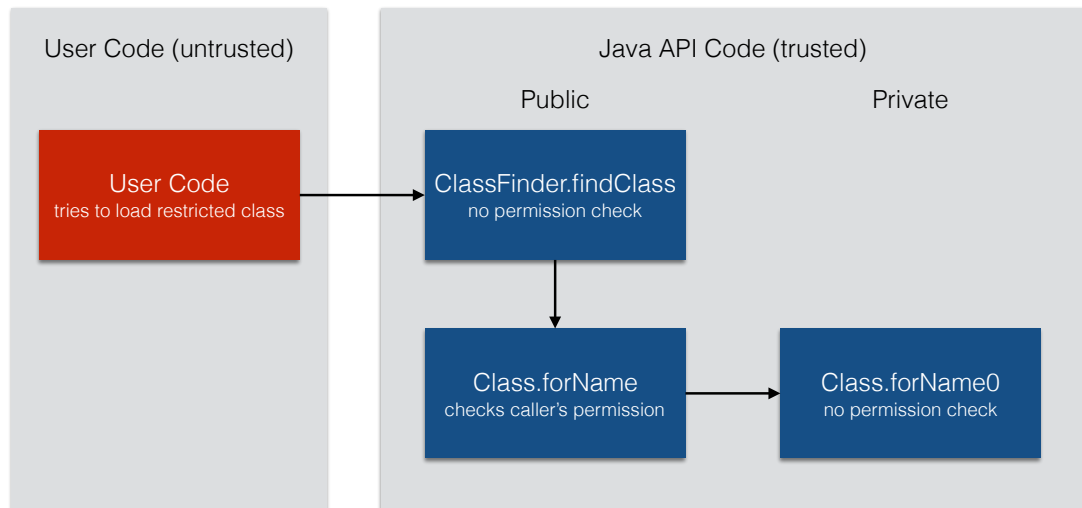 User Code (untrusted)
Java API Code (trusted)
Public
Private
User Code
tries to load restricted class
ClassFinder.findClass
no permission check
Class.forName
checks caller’s permission
Class.forName0
no permission check